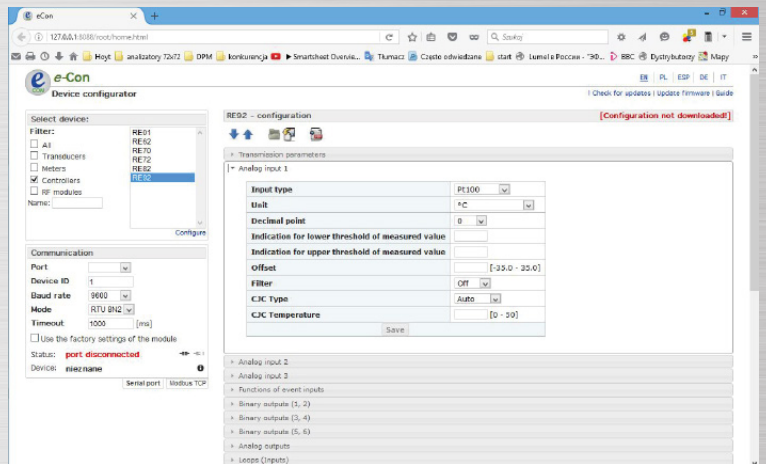 eCon
127.0.0.1:8088/root/home.html
Szukaj
Hoyt analizatory 72x72 DPM konkurencja Smartsheet Overvie... Tłumacz Często odwiedzane start Lumel в России - "ЭО... BBC Dystrybutorzy Mapy
e-Con
Device configurator
EN PL ESP DE IT
! Check for updates | Update firmware | Guide
Select device:
Filter:
All
Transducers
Meters
Controllers
RF modules
Name:
RE01
RE62
RE70
RE72
RE82
RE92
Configure
Communication
Port
Device ID 1
Baud rate 9600
Mode RTU 8N2
Timeout 1000 [ms]
Use the factory settings of the module
Status: port disconnected
Device: nieznane
Serial port Modbus TCP
RE92 - configuration
[Configuration not downloaded!]
Transmission parameters
Analog input 1
Input type Pt100
Unit °C
Decimal point 0
Indication for lower threshold of measured value
Indication for upper threshold of measured value
Offset [-35.0 - 35.0]
Filter Off
CJC Type Auto
CJC Temperature [0 - 50]
Save
Analog input 2
Analog input 3
Functions of event inputs
Binary outputs (1, 2)
Binary outputs (3, 4)
Binary outputs (5, 6)
Analog outputs
Loops (Inputs)